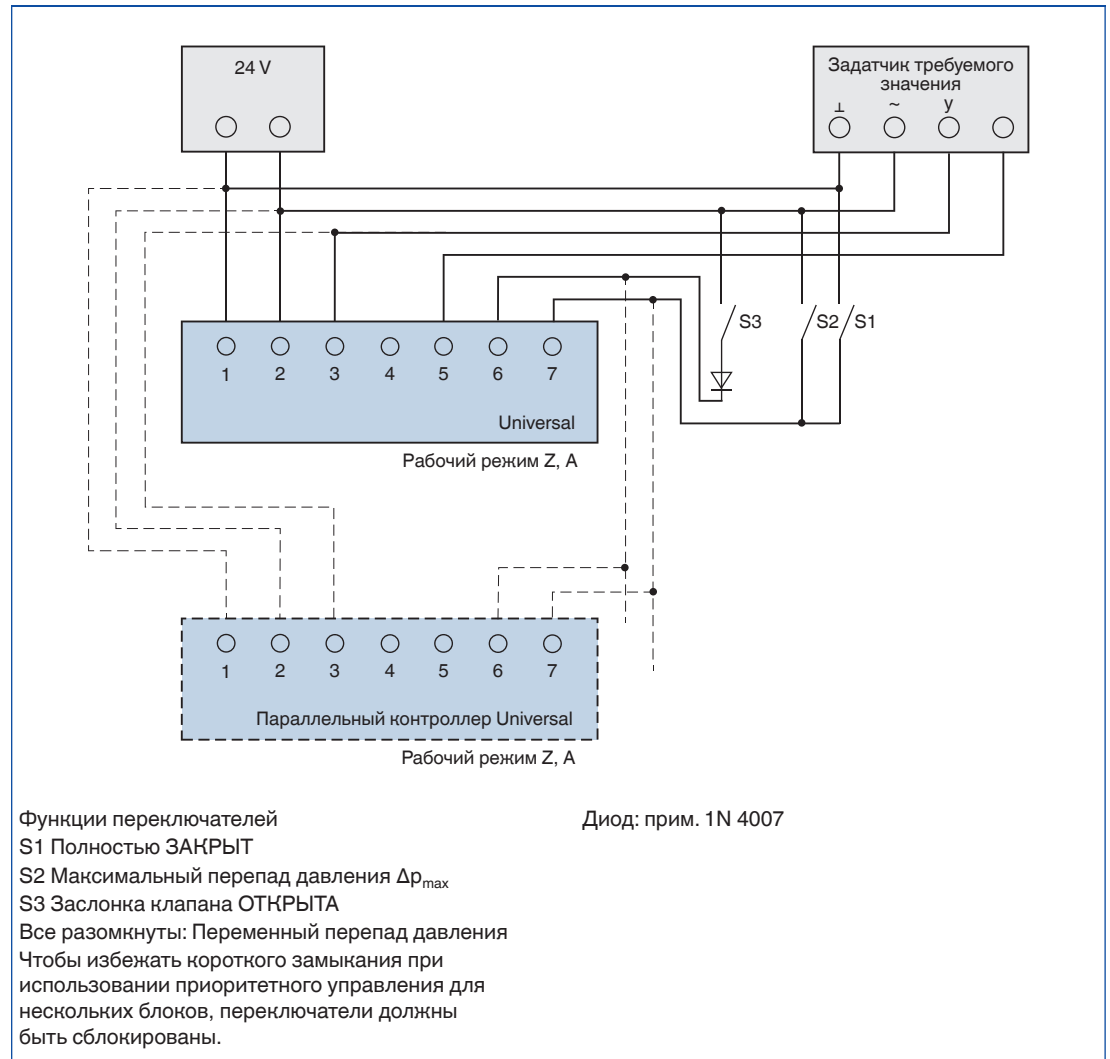 24 V
Задатчик требуемого
значения
⊥ ~ y
S3 S2 S1
1 2 3 4 5 6 7
Universal
Рабочий режим Z, A
1 2 3 4 5 6 7
Параллельный контроллер Universal
Рабочий режим Z, A
Функции переключателей
S1 Полностью ЗАКРЫТ
S2 Максимальный перепад давления Δpmax
S3 Заслонка клапана ОТКРЫТА
Все разомкнуты: Переменный перепад давления
Чтобы избежать короткого замыкания при
использовании приоритетного управления для
нескольких блоков, переключатели должны
быть сблокированы.
Диод: прим. 1N 4007